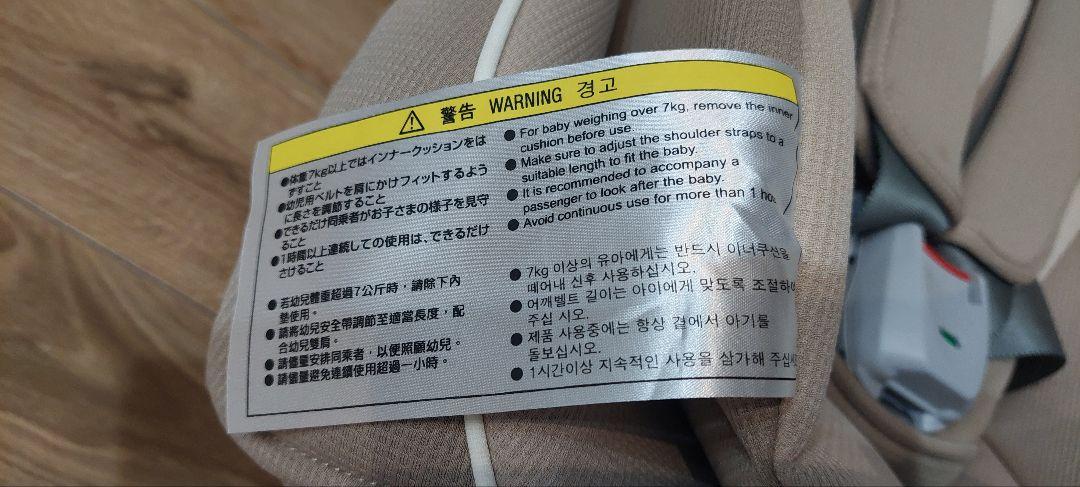 警告 WARNING 경고
●体重7kg以上ではインナークッションをは
ずすこと
●幼児用ベルトを肩にかけフィットするよう
に長さを調節すること
●できるだけ同乗者がお子さまの様子を見守
ること
●1時間以上連続しての使用は、できるだけ
さけること
● For baby weighing over 7kg, remove the inner
cushion before use.
● Make sure to adjust the shoulder straps to a
suitable length to fit the baby.
● It is recommended to accompany a
passenger to look after the baby.
● Avoid continuous use for more than 1
● 若幼兒體重超過7公斤時，請除下內
墊使用。
● 請將幼兒安全帶調節至適當長度，配
合幼兒雙肩。
● 請儘量安排同乘者，以便照顧幼兒。
● 請儘量避免連續使用超過一小時。
● 7kg 이상의 유아에게는 반드시 이너쿠션을
떼어내 신후 사용하십시오.
● 어깨벨트 길이는 아이에게 맞도록 조절하여
주십 시오.
● 제품 사용중에는 항상 곁에서 아기를
돌보십시오.
● 1시간이상 지속적인 사용을 삼가해